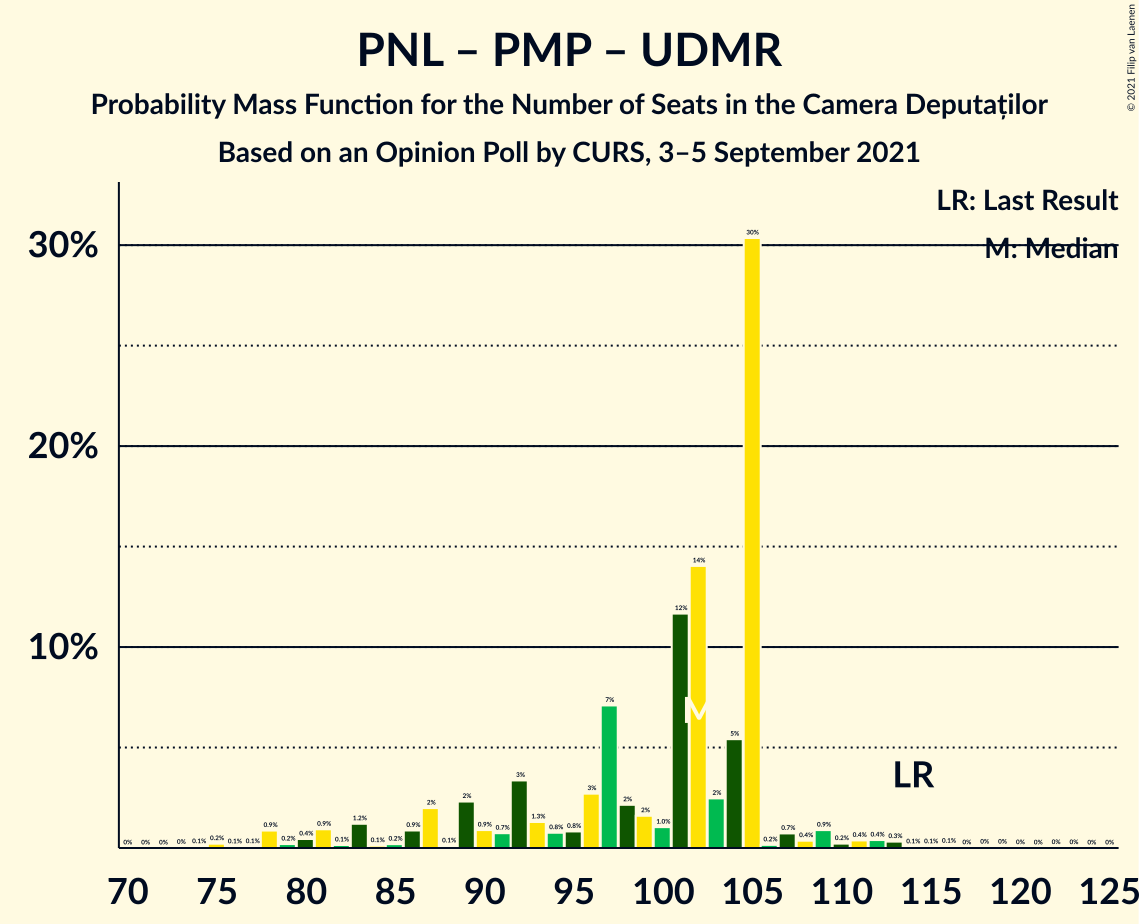 PNL – PMP – UDMR
Probability Mass Function for the Number of Seats in the Camera Deputaților
Based on an Opinion Poll by CURS, 3–5 September 2021
© 2021 Filip van Laenen
LR: Last Result
M: Median
30%
20%
10%
0% 0% 0% 0% 0.1% 0.2% 0.1% 0.1% 0.9% 0.2% 0.4% 0.9% 0.1% 1.2% 0.1% 0.2% 0.9% 2% 0.1% 2% 0.9% 0.7% 3% 1.3% 0.8% 0.8% 3% 7% 2% 2% 1.0% 12% 14% 2% 5% 30% 0.2% 0.7% 0.4% 0.9% 0.2% 0.4% 0.4% 0.3% 0.1% 0.1% 0.1% 0% 0% 0% 0% 0% 0% 0% 0% 0%
M
LR
70 75 80 85 90 95 100 105 110 115 120 125